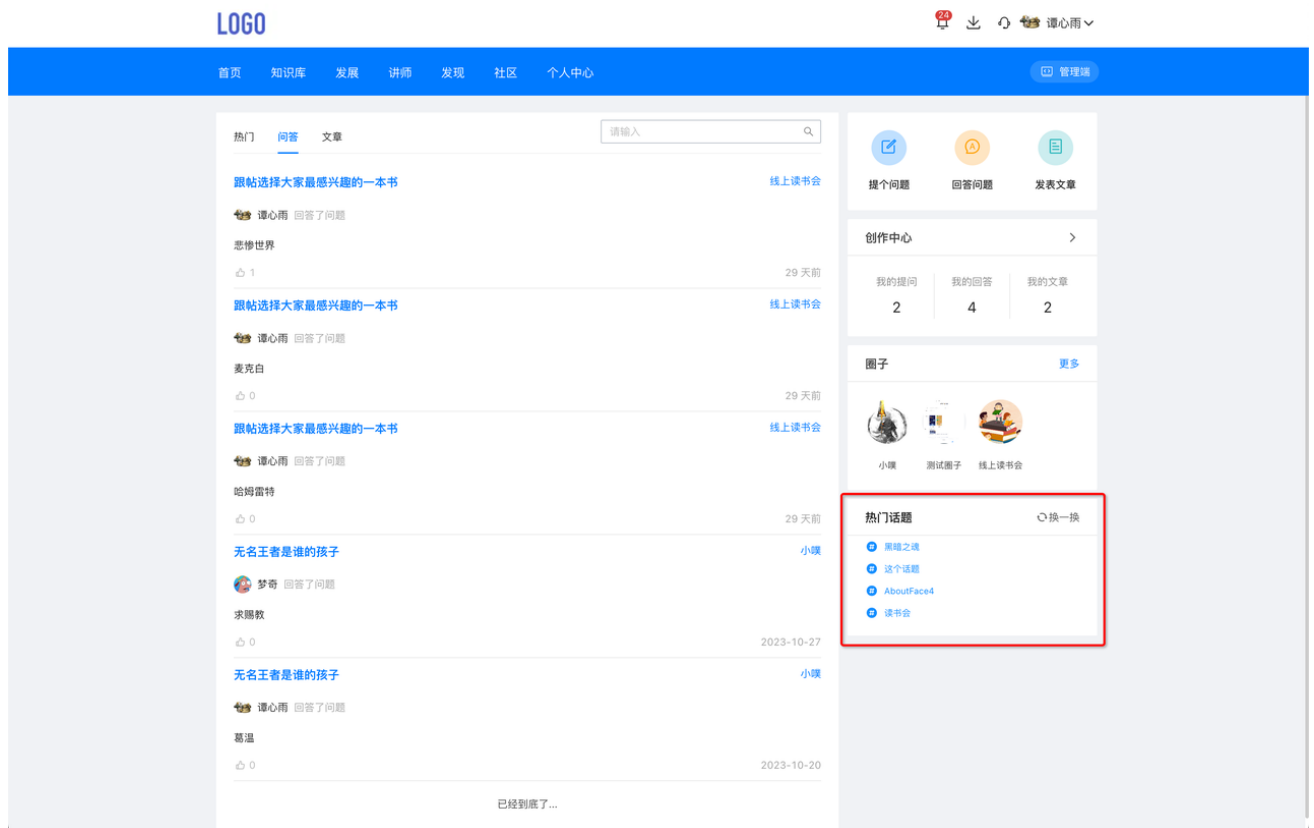 LOGO
24
谭心雨
首页 知识库 发展 讲师 发现 社区 个人中心
管理端
热门 问答 文章
请输入
跟帖选择大家最感兴趣的一本书 线上读书会
谭心雨 回答了问题
悲惨世界
1 29 天前
跟帖选择大家最感兴趣的一本书 线上读书会
谭心雨 回答了问题
麦克白
0 29 天前
跟帖选择大家最感兴趣的一本书 线上读书会
谭心雨 回答了问题
哈姆雷特
0 29 天前
无名王者是谁的孩子 小噗
梦奇 回答了问题
求赐教
0 2023-10-27
无名王者是谁的孩子 小噗
谭心雨 回答了问题
葛温
0 2023-10-20
已经到底了...
提个问题 回答问题 发表文章
创作中心
我的提问 我的回答 我的文章
2 4 2
圈子 更多
小噗 测试圈子 线上读书会
热门话题 换一换
# 黑暗之魂
# 这个话题
# AboutFace4
# 读书会